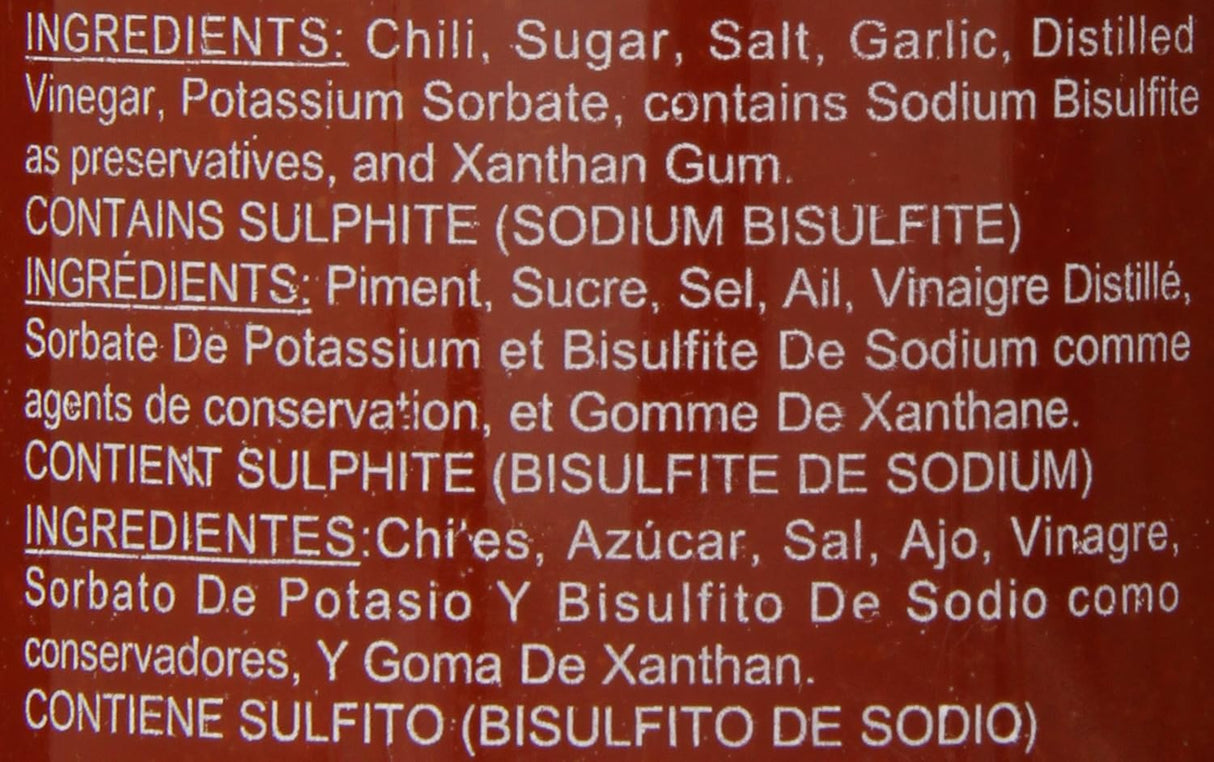 INGREDIENTS: Chili, Sugar, Salt, Garlic, Distilled
Vinegar, Potassium Sorbate, contains Sodium Bisulfite
as preservatives, and Xanthan Gum.
CONTAINS SULPHITE (SODIUM BISULFITE)
INGRÉDIENTS: Piment, Sucre, Sel, Ail, Vinaigre Distillé,
Sorbate De Potassium et Bisulfite De Sodium comme
agents de conservation, et Gomme De Xanthane.
CONTIENT SULPHITE (BISULFITE DE SODIUM)
INGREDIENTES:Chiles, Azúcar, Sal, Ajo, Vinagre,
Sorbato De Potasio Y Bisulfito De Sodio como
conservadores, Y Goma De Xanthan.
CONTIENE SULFITO (BISULFITO DE SODIO)